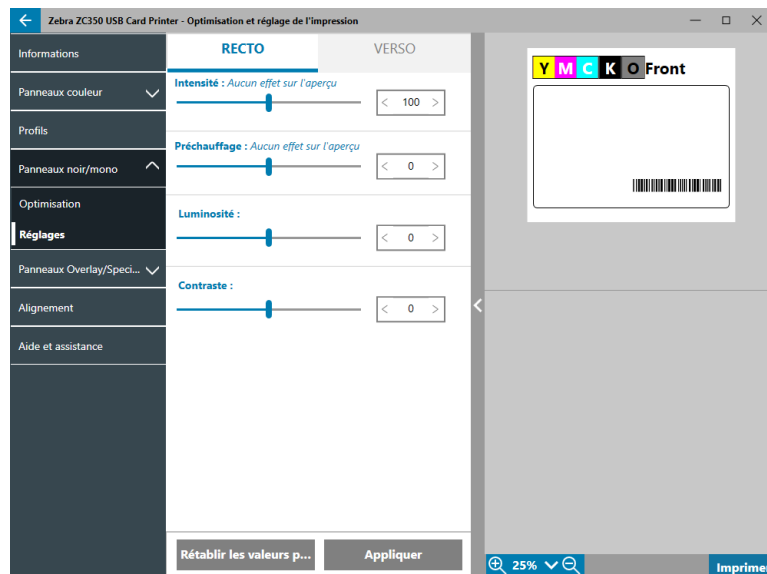 Zebra ZC350 USB Card Printer - Optimisation et réglage de l'impression
Informations
Panneaux couleur
Profils
Panneaux noir/mono
Optimisation
Réglages
Panneaux Overlay/Speci...
Alignement
Aide et assistance
RECTO
VERSO
Intensité : Aucun effet sur l'aperçu
< 100 >
Préchauffage : Aucun effet sur l'aperçu
< 0 >
Luminosité :
< 0 >
Contraste :
< 0 >
Rétablir les valeurs p...
Appliquer
Y M C K O Front
25%
Imprimer